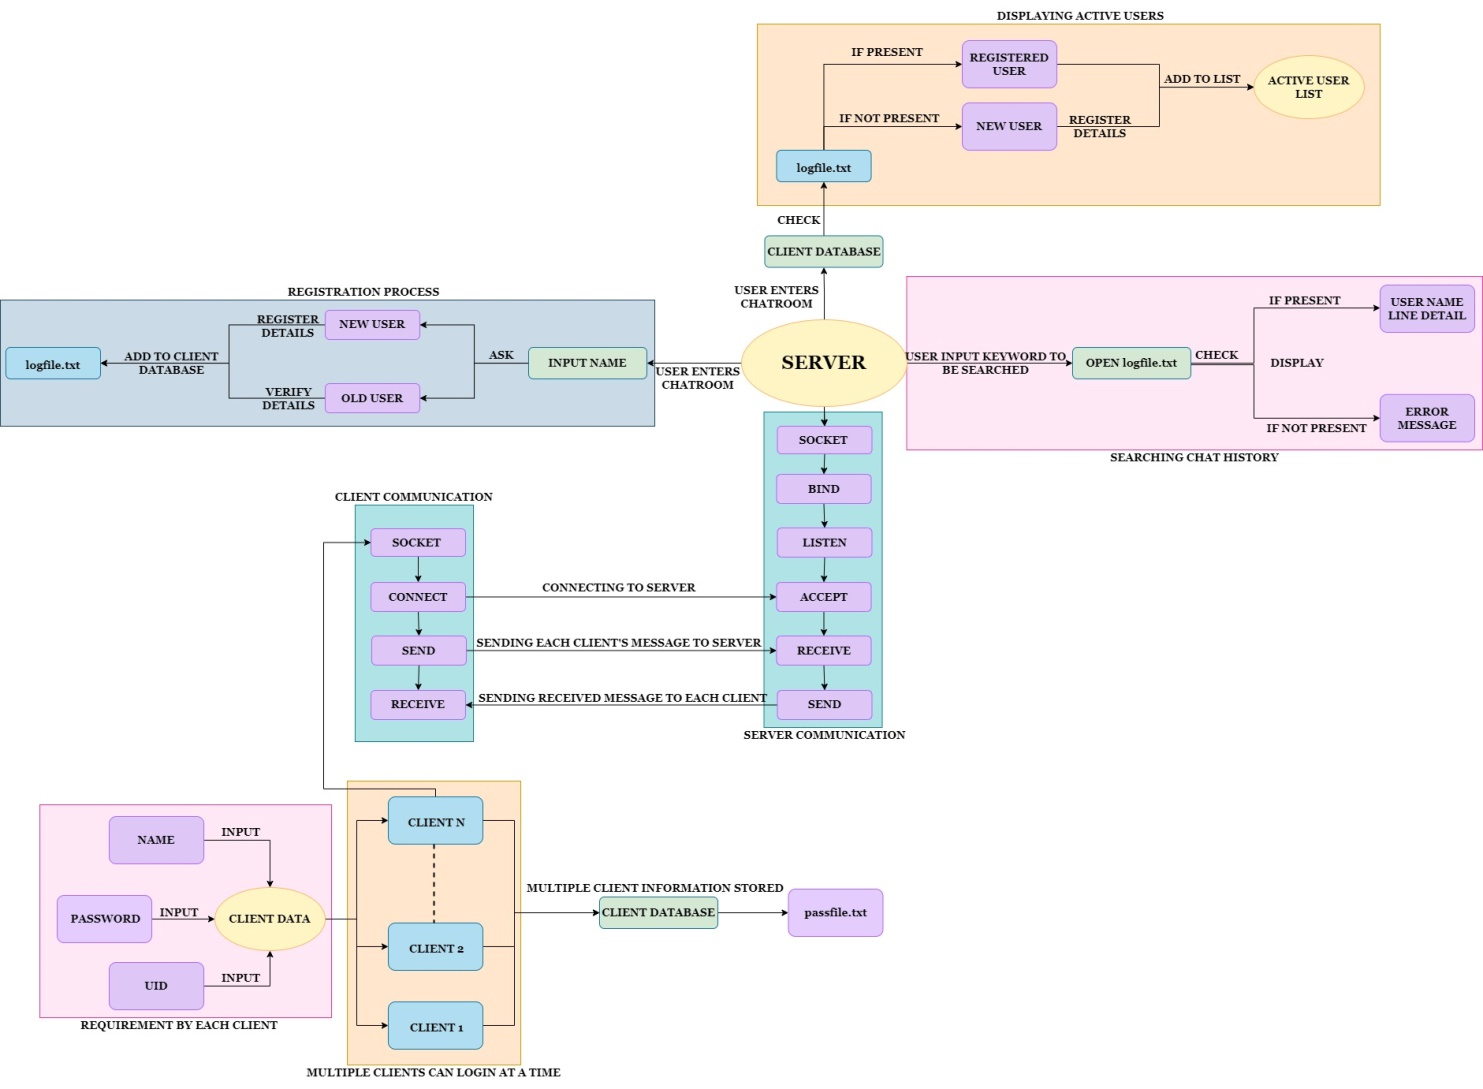 DISPLAYING ACTIVE USERS
IF PRESENT
REGISTERED
USER
ADD TO LIST
ACTIVE USER
LIST
IF NOT PRESENT
NEW USER
REGISTER
DETAILS
logfile.txt
CHECK
CLIENT DATABASE
USER ENTERS
CHATROOM
REGISTRATION PROCESS
REGISTER
DETAILS
NEW USER
logfile.txt
ADD TO CLIENT
DATABASE
ASK
INPUT NAME
USER ENTERS
CHATROOM
VERIFY
DETAILS
OLD USER
SERVER
USER INPUT KEYWORD TO
BE SEARCHED
OPEN logfile.txt
CHECK
IF PRESENT
USER NAME
LINE DETAIL
DISPLAY
IF NOT PRESENT
ERROR
MESSAGE
SEARCHING CHAT HISTORY
SOCKET
BIND
LISTEN
ACCEPT
RECEIVE
SEND
SERVER COMMUNICATION
CLIENT COMMUNICATION
SOCKET
CONNECT
SEND
RECEIVE
CONNECTING TO SERVER
SENDING EACH CLIENT'S MESSAGE TO SERVER
SENDING RECEIVED MESSAGE TO EACH CLIENT
NAME
INPUT
PASSWORD
INPUT
CLIENT DATA
UID
INPUT
REQUIREMENT BY EACH CLIENT
CLIENT N
CLIENT 2
CLIENT 1
MULTIPLE CLIENTS CAN LOGIN AT A TIME
MULTIPLE CLIENT INFORMATION STORED
CLIENT DATABASE
passfile.txt